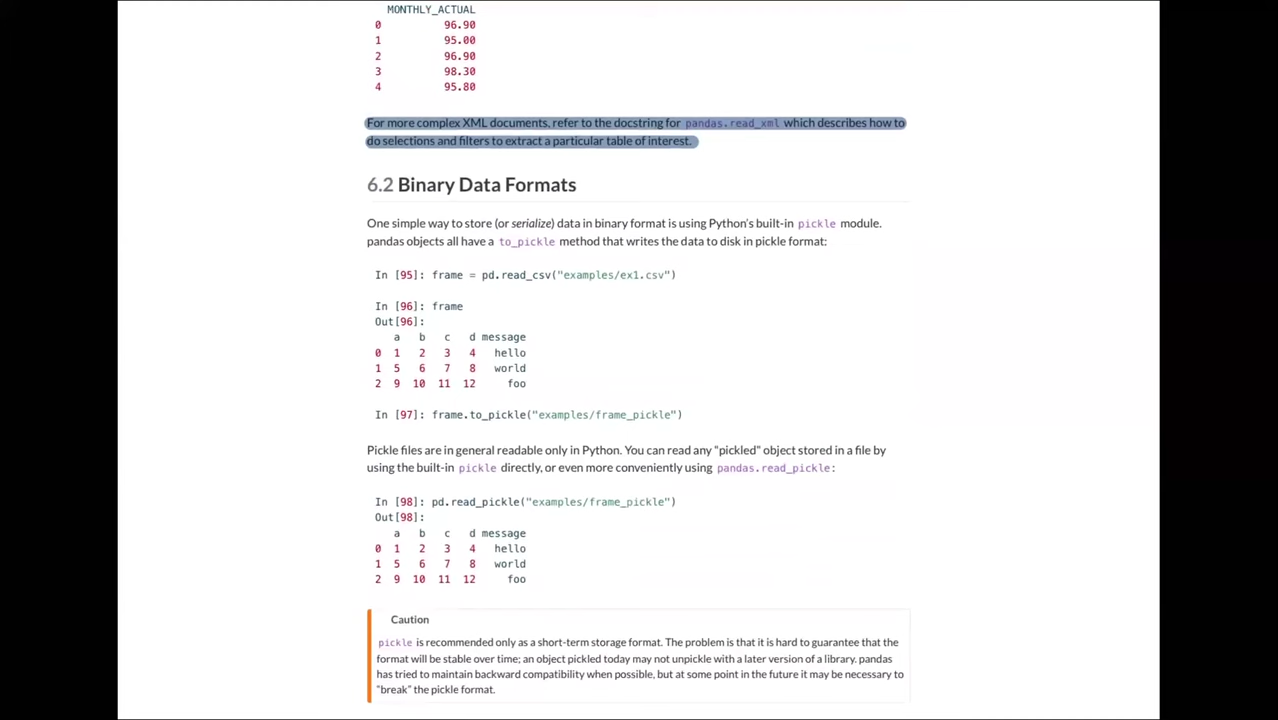 MONTHLY_ACTUAL
0 96.90
1 95.00
2 96.90
3 98.30
4 95.80
For more complex XML documents, refer to the docstring for pandas.read_xml which describes how to
do selections and filters to extract a particular table of interest.
6.2 Binary Data Formats
One simple way to store (or serialize) data in binary format is using Python's built-in pickle module.
pandas objects all have a to_pickle method that writes the data to disk in pickle format:
In [95]: frame = pd.read_csv("examples/ex1.csv")
In [96]: frame
Out[96]:
a b c d message
0 1 2 3 4 hello
1 5 6 7 8 world
2 9 10 11 12 foo
In [97]: frame.to_pickle("examples/frame_pickle")
Pickle files are in general readable only in Python. You can read any "pickled" object stored in a file by
using the built-in pickle directly, or even more conveniently using pandas.read_pickle:
In [98]: pd.read_pickle("examples/frame_pickle")
Out[98]:
a b c d message
0 1 2 3 4 hello
1 5 6 7 8 world
2 9 10 11 12 foo
Caution
pickle is recommended only as a short-term storage format. The problem is that it is hard to guarantee that the
format will be stable over time; an object pickled today may not unpickle with a later version of a library. pandas
has tried to maintain backward compatibility when possible, but at some point in the future it may be necessary to
"break" the pickle format.